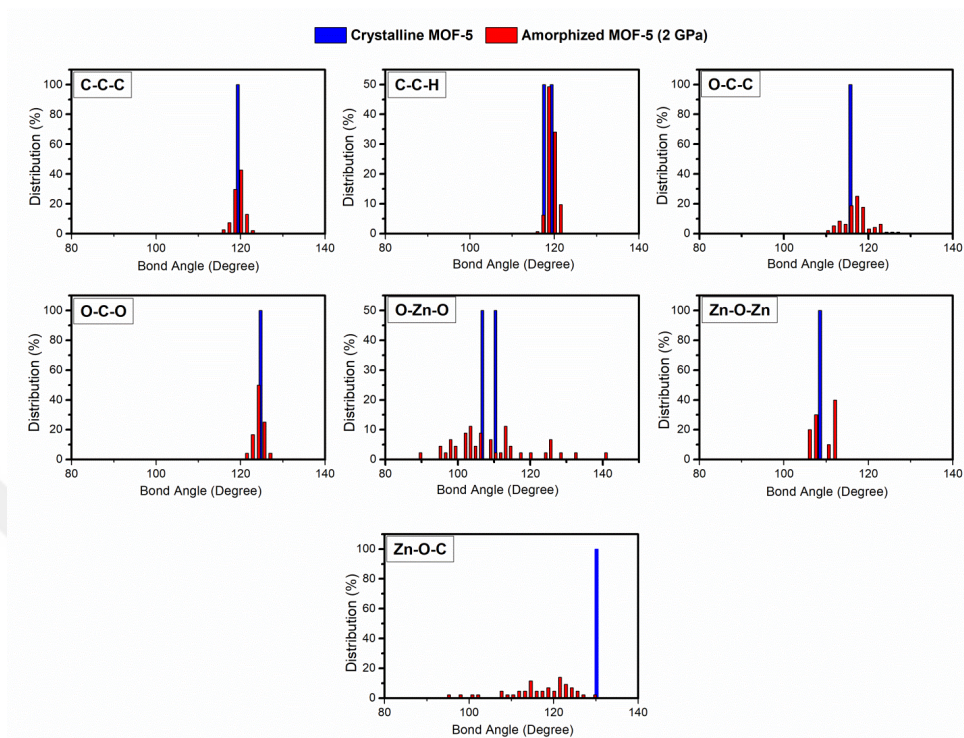 Crystalline MOF-5 Amorphized MOF-5 (2 GPa)
C-C-C
Distribution (%)
100
80
60
40
20
0
80 100 120 140
Bond Angle (Degree)
C-C-H
Distribution (%)
50
40
30
20
10
0
80 100 120 140
Bond Angle (Degree)
O-C-C
Distribution (%)
100
80
60
40
20
0
80 100 120 140
Bond Angle (Degree)
O-C-O
Distribution (%)
100
80
60
40
20
0
80 100 120 140
Bond Angle (Degree)
O-Zn-O
Distribution (%)
50
40
30
20
10
0
80 100 120 140
Bond Angle (Degree)
Zn-O-Zn
Distribution (%)
100
80
60
40
20
0
80 100 120 140
Bond Angle (Degree)
Zn-O-C
Distribution (%)
100
80
60
40
20
0
80 100 120 140
Bond Angle (Degree)